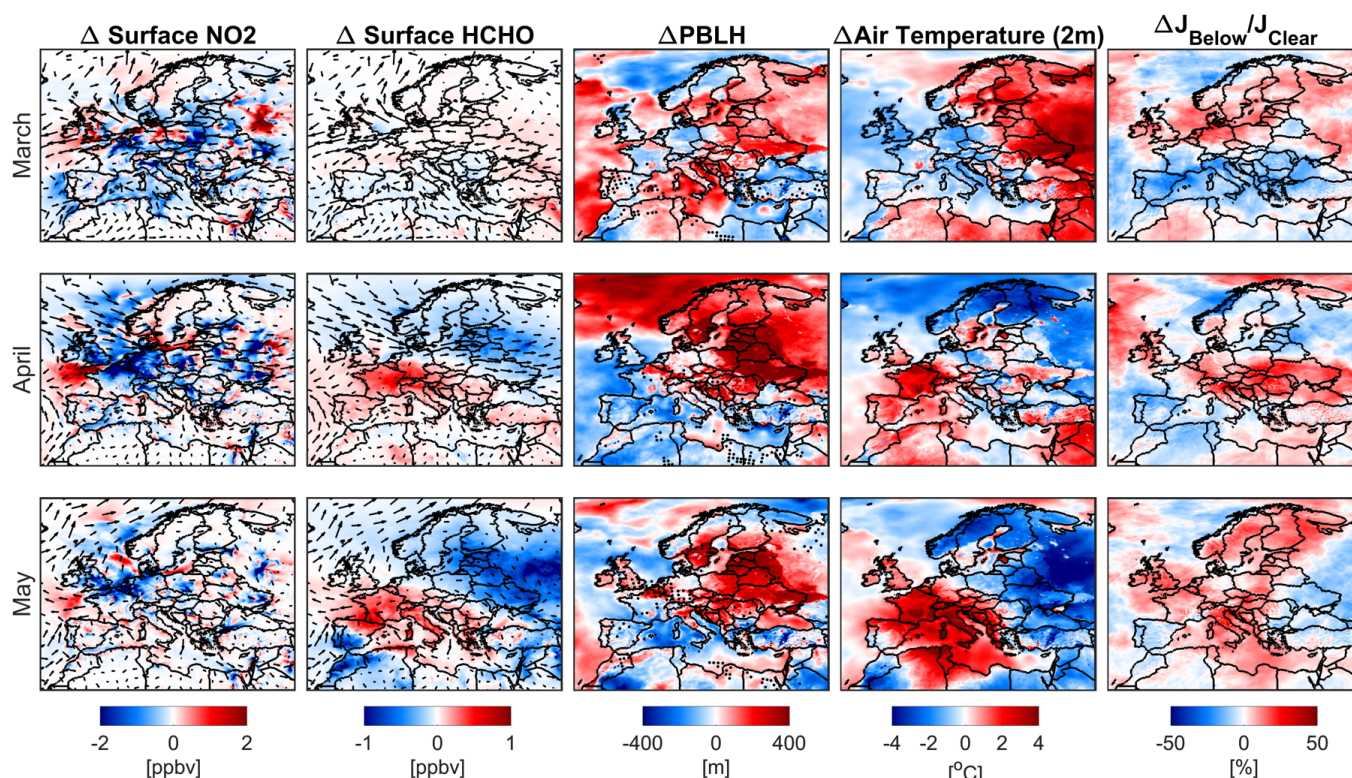 Δ Surface NO2 Δ Surface HCHO ΔPBLH ΔAir Temperature (2m) ΔJBelow/JClear
March
April
May
-2 0 2 -1 0 1 -400 0 400 -4 -2 0 2 4 -50 0 50
[ppbv] [ppbv] [m] [oC] [%]